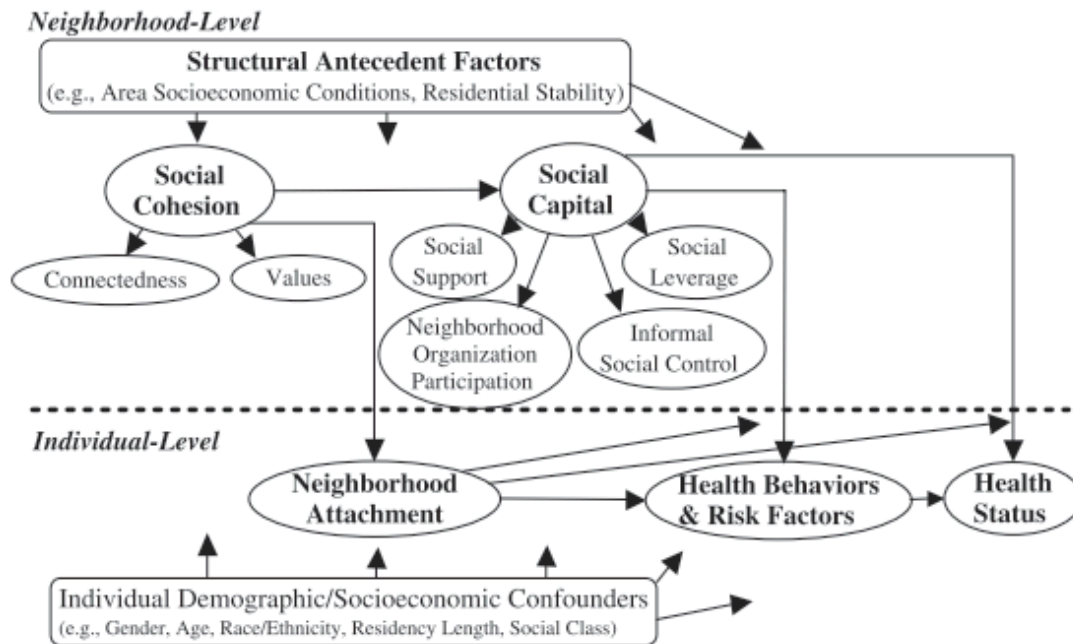 Neighborhood-Level
Structural Antecedent Factors
(e.g., Area Socioeconomic Conditions, Residential Stability)
Social
Cohesion
Social
Capital
Connectedness
Values
Social
Support
Social
Leverage
Neighborhood
Organization
Participation
Informal
Social Control
Individual-Level
Neighborhood
Attachment
Health Behaviors
& Risk Factors
Health
Status
Individual Demographic/Socioeconomic Confounders
(e.g., Gender, Age, Race/Ethnicity, Residency Length, Social Class)